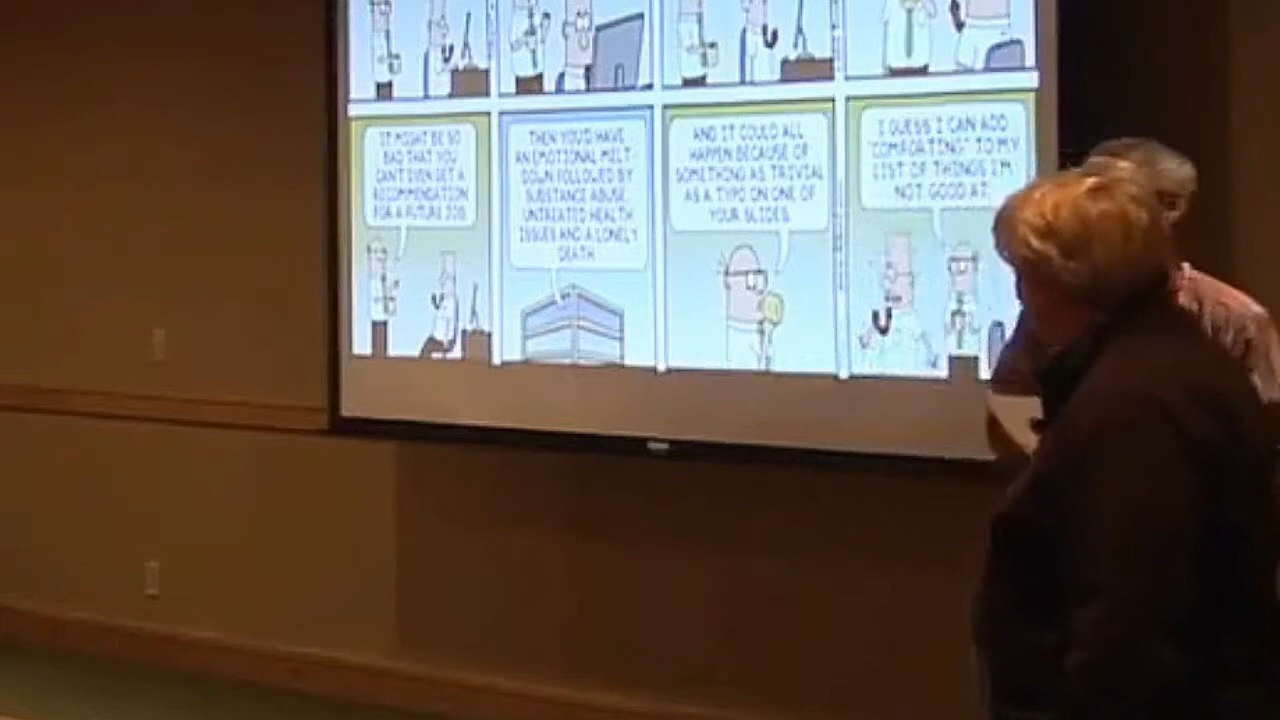 IT MIGHT BE SO
BAD THAT YOU
CAN'T EVEN GET A
RECOMMENDATION
FOR A FUTURE JOB.
THEN YOU'D HAVE
AN EMOTIONAL MELT-
DOWN FOLLOWED BY
SUBSTANCE ABUSE,
UNTREATED HEALTH
ISSUES AND A LONELY
DEATH.
AND IT COULD ALL
HAPPEN BECAUSE OF
SOMETHING AS TRIVIAL
AS A TYPO ON ONE OF
YOUR SLIDES.
I GUESS I CAN ADD
"COMFORTING" TO MY
LIST OF THINGS I'M
NOT GOOD AT.